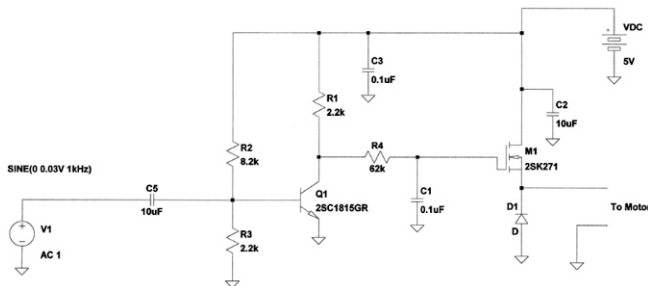 VDC
+
5V
C3
0.1uF
R1
2.2k
C2
10uF
R2
8.2k
R4
62k
M1
2SK271
SINE(0 0.03V 1kHz)
C5
10uF
Q1
2SC1815GR
C1
0.1uF
D1
D
To Motor
V1
AC 1
R3
2.2k